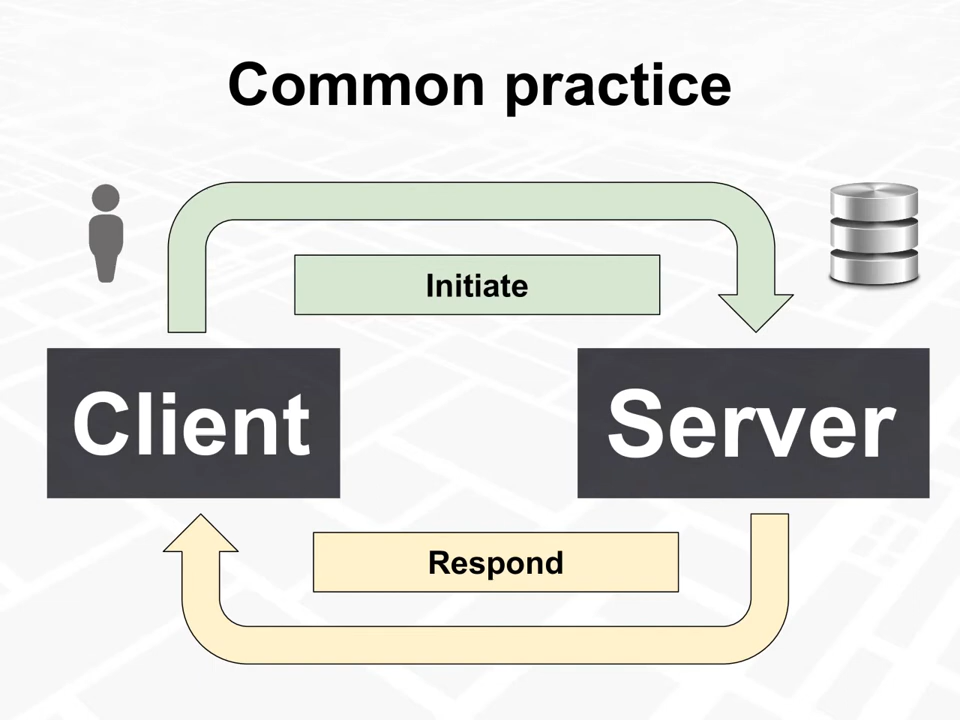 Common practice
Initiate
Client
Server
Respond